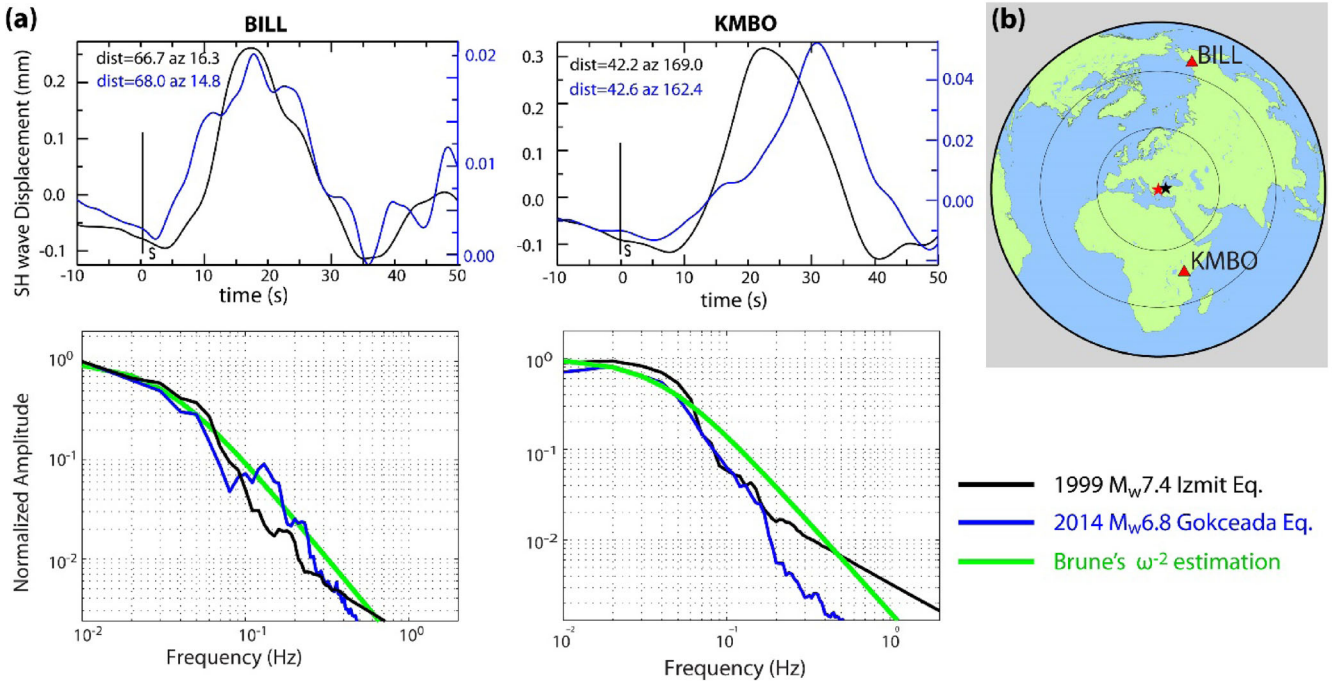 (a)
BILL
KMBO
(b)
dist=66.7 az 16.3
dist=68.0 az 14.8
dist=42.2 az 169.0
dist=42.6 az 162.4
SH wave Displacement (mm)
0.3
0.2
0.1
0.0
-0.1
0.02
0.01
0.00
S
-10 0 10 20 30 40 50
time (s)
0.3
0.2
0.1
0.0
-0.1
0.04
0.02
0.00
S
-10 0 10 20 30 40 50
time (s)
BILL
KMBO
Normalized Amplitude
10⁰
10⁻¹
10⁻²
10⁻² 10⁻¹ 10⁰
Frequency (Hz)
10⁰
10⁻¹
10⁻²
10⁻² 10⁻¹ 10⁰
Frequency (Hz)
1999 Mw7.4 Izmit Eq.
2014 Mw6.8 Gokceada Eq.
Brune's ω⁻² estimation